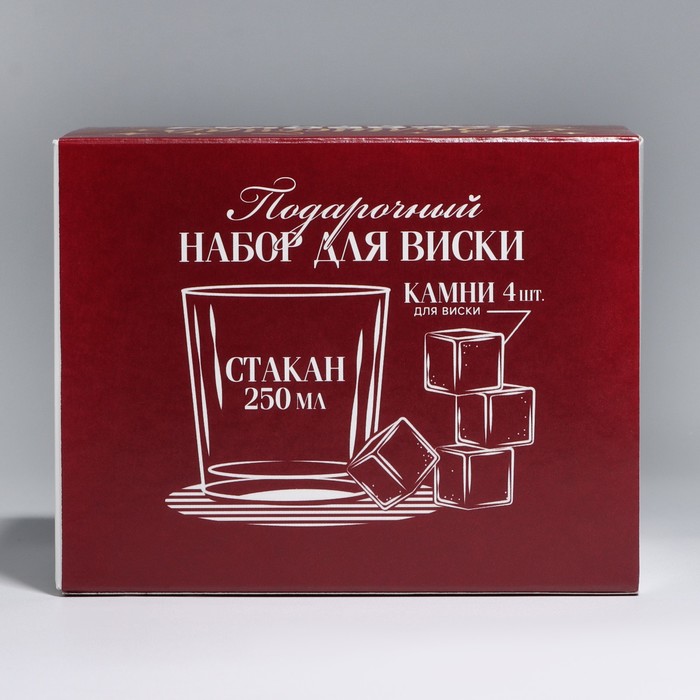 Подарочный
НАБОР ДЛЯ ВИСКИ
КАМНИ 4 шт.
ДЛЯ ВИСКИ
СТАКАН
250 МЛ